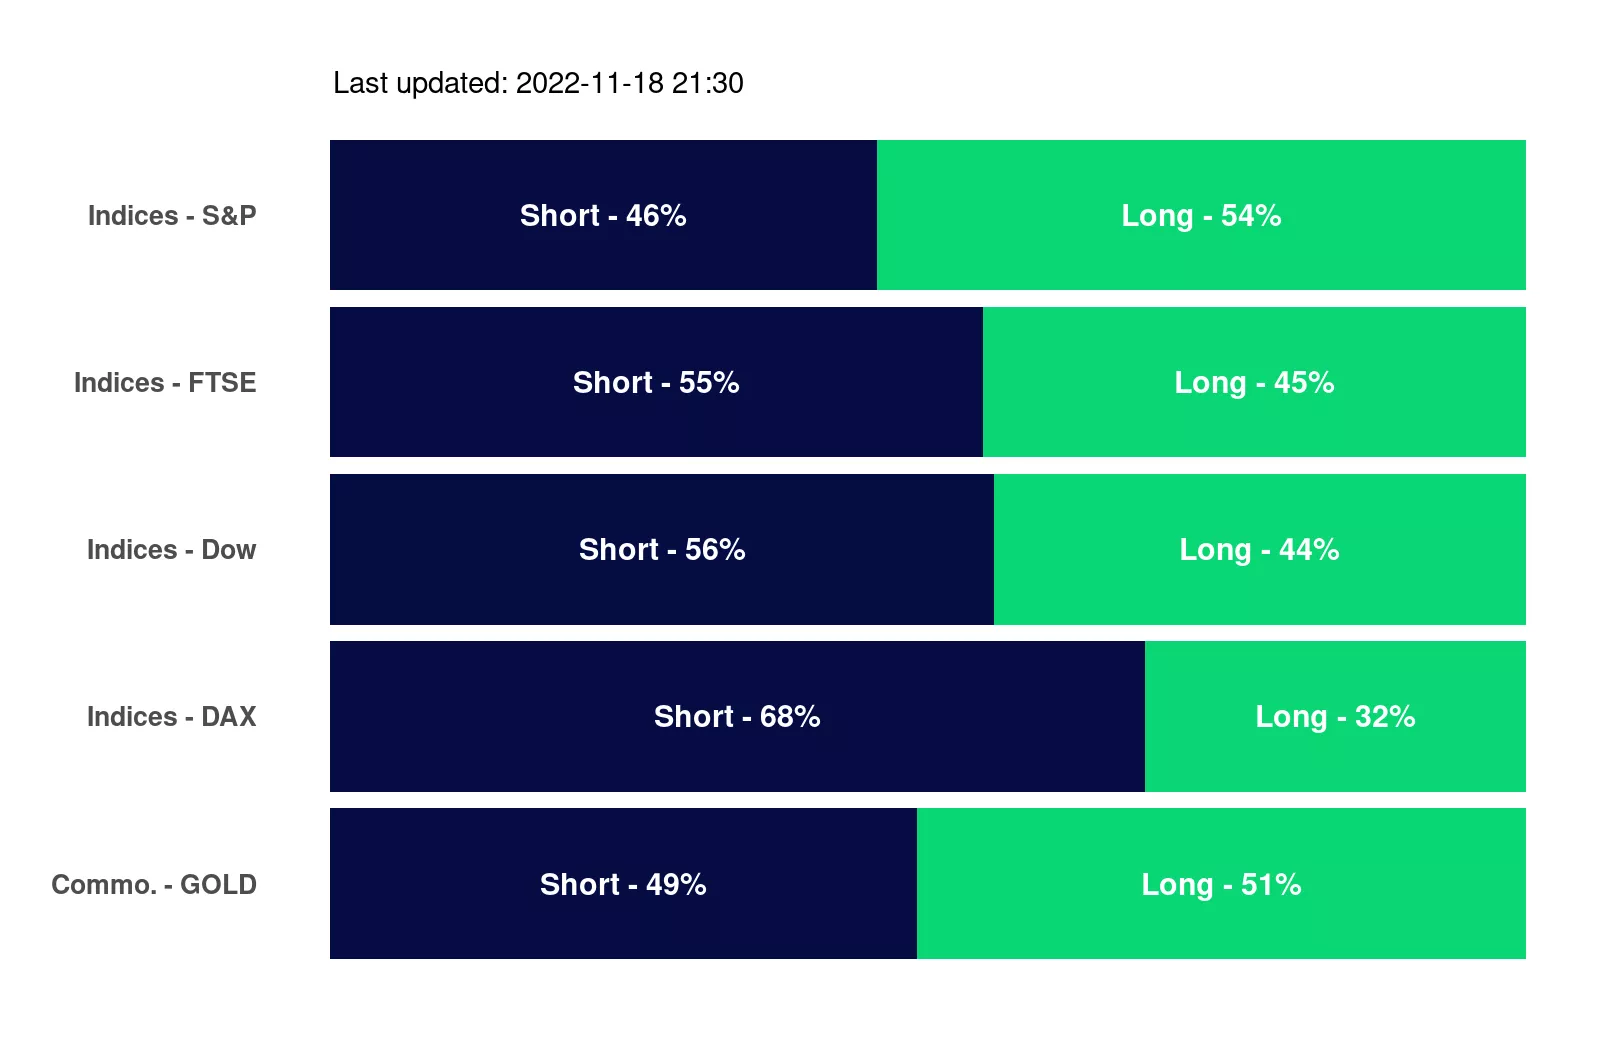 Last updated: 2022-11-18 21:30
Indices - S&P Short - 46% Long - 54%
Indices - FTSE Short - 55% Long - 45%
Indices - Dow Short - 56% Long - 44%
Indices - DAX Short - 68% Long - 32%
Commo. - GOLD Short - 49% Long - 51%